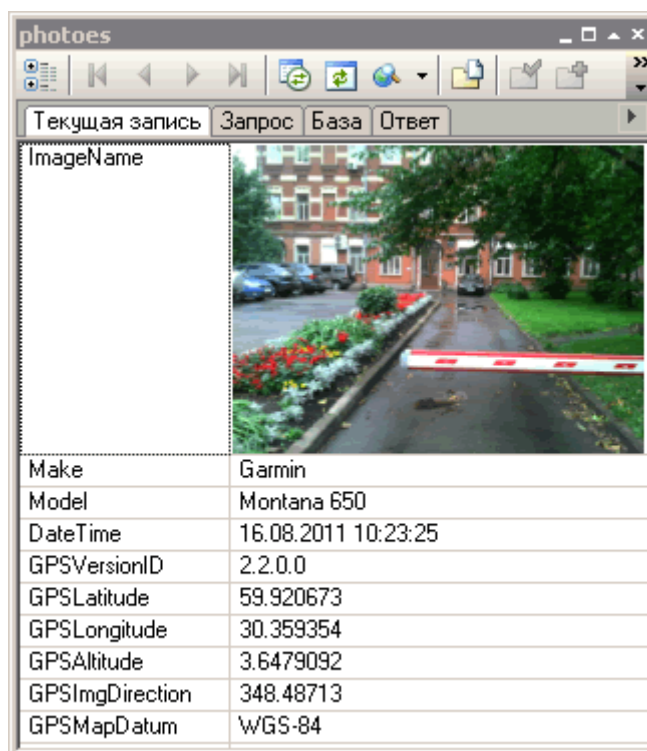 photoes
Текущая запись Запрос База Ответ
ImageName
Make Garmin
Model Montana 650
DateTime 16.08.2011 10:23:25
GPSVersionID 2.2.0.0
GPSLatitude 59.920673
GPSLongitude 30.359354
GPSAltitude 3.6479092
GPSImgDirection 348.48713
GPSMapDatum WGS-84